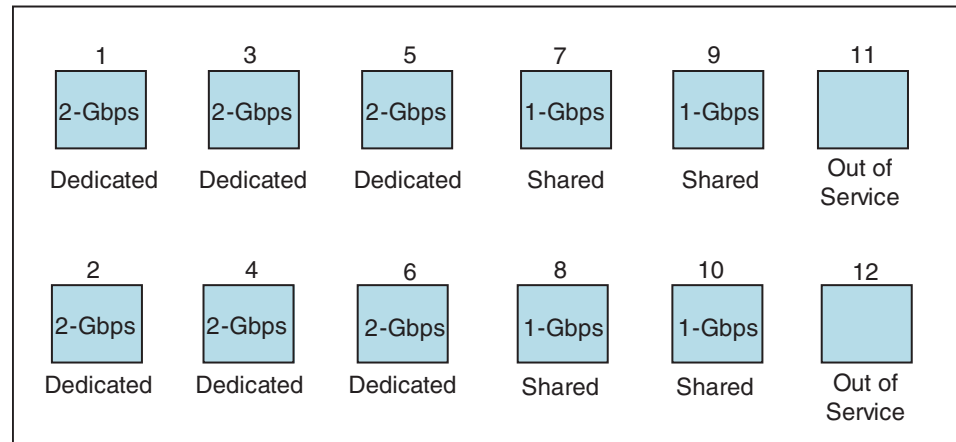 1 3 5 7 9 11
2-Gbps 2-Gbps 2-Gbps 1-Gbps 1-Gbps
Dedicated Dedicated Dedicated Shared Shared Out of
Service
2 4 6 8 10 12
2-Gbps 2-Gbps 2-Gbps 1-Gbps 1-Gbps
Dedicated Dedicated Dedicated Shared Shared Out of
Service